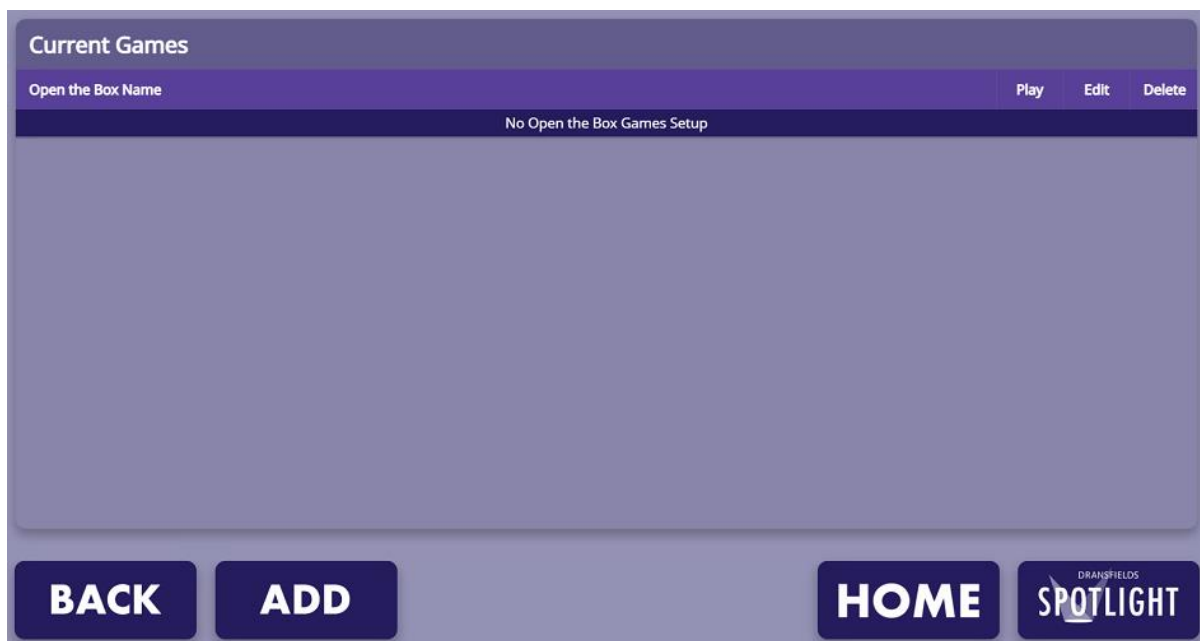 Current Games
Open the Box Name Play Edit Delete
No Open the Box Games Setup
BACK ADD HOME DRANSFIELDS
SPOTLIGHT